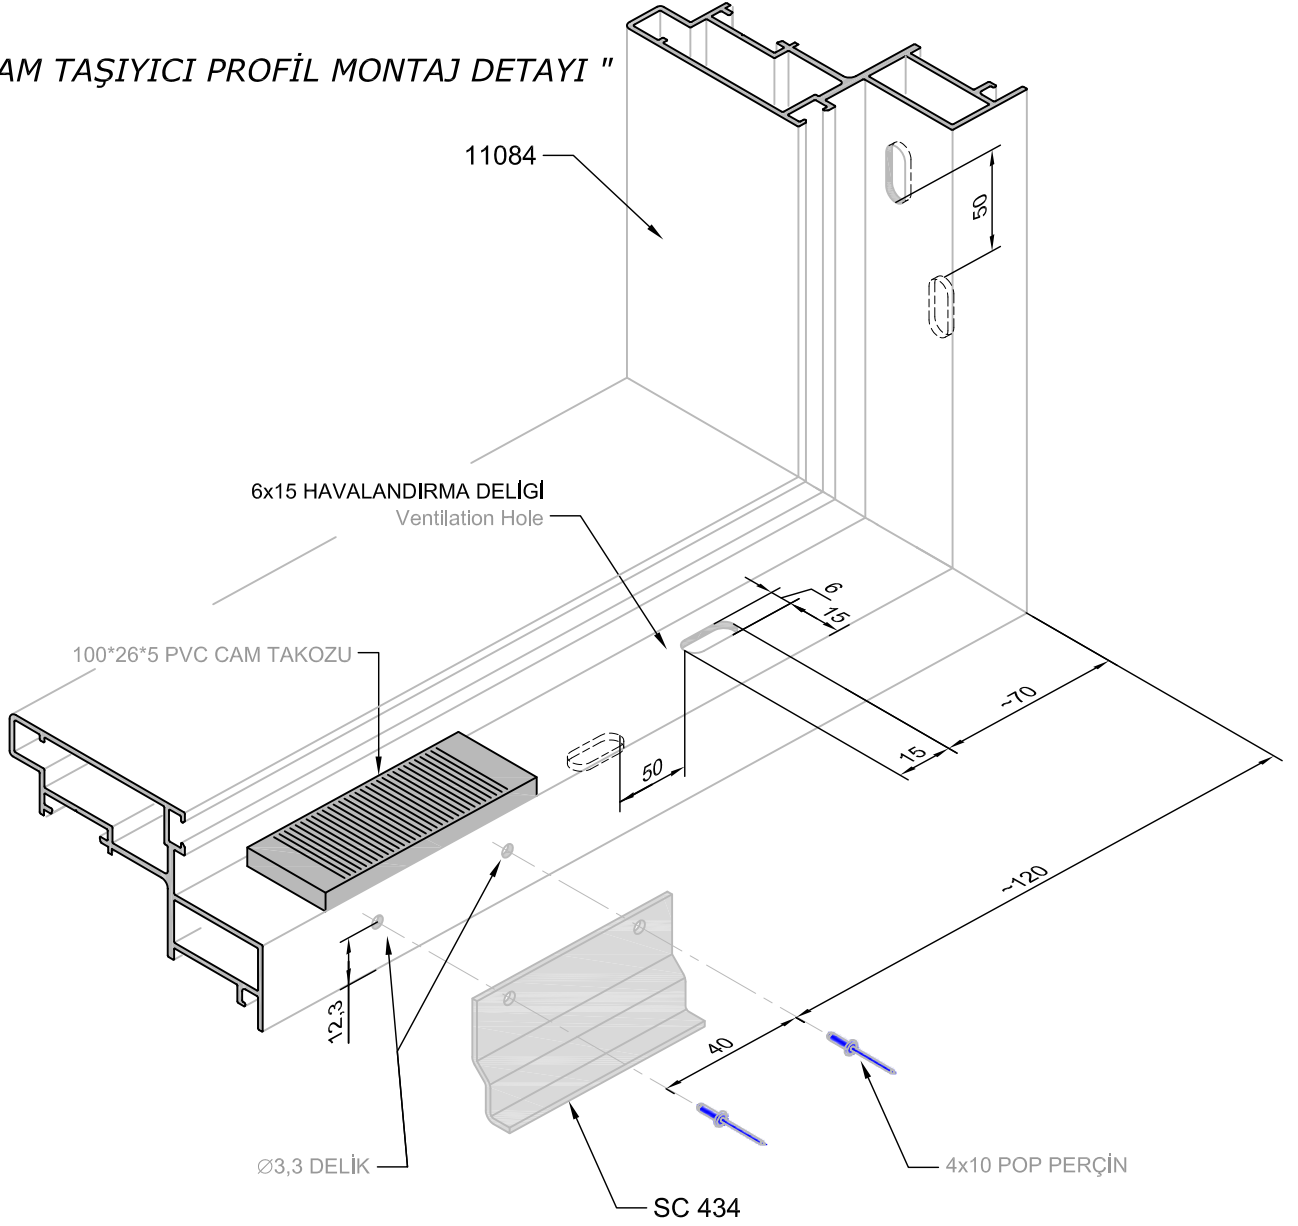 AM TAŞIYICI PROFİL MONTAJ DETAYI "
11084
50
6x15 HAVALANDIRMA DELİGİ
Ventilation Hole
6
15
100*26*5 PVC CAM TAKOZU
~70
15
50
~120
12,3
40
Ø3,3 DELİK
4x10 POP PERÇİN
SC 434